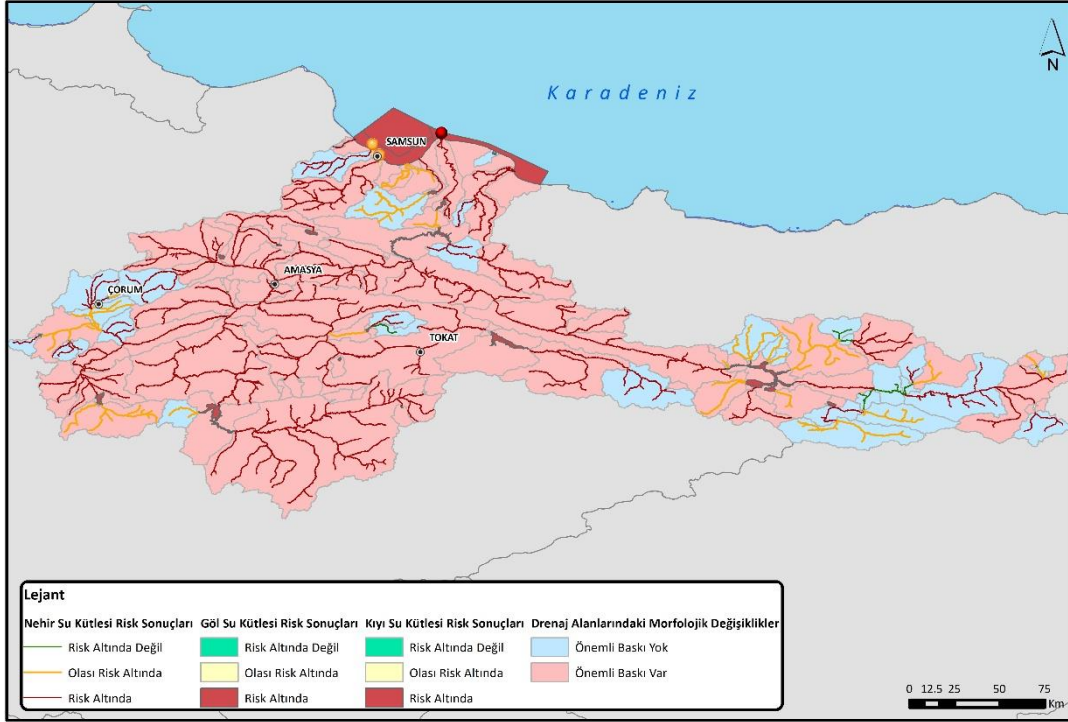 N
Karadeniz
SAMSUN
AMASYA
ÇORUM
TOKAT
Lejant
Nehir Su Kütlesi Risk Sonuçları Göl Su Kütlesi Risk Sonuçları Kıyı Su Kütlesi Risk Sonuçları Drenaj Alanlarındaki Morfolojik Değişiklikler
Risk Altında Değil Risk Altında Değil Risk Altında Değil Önemli Baskı Yok
Olası Risk Altında Olası Risk Altında Olası Risk Altında Önemli Baskı Var
Risk Altında Risk Altında Risk Altında
0 12.5 25 50 75
Km